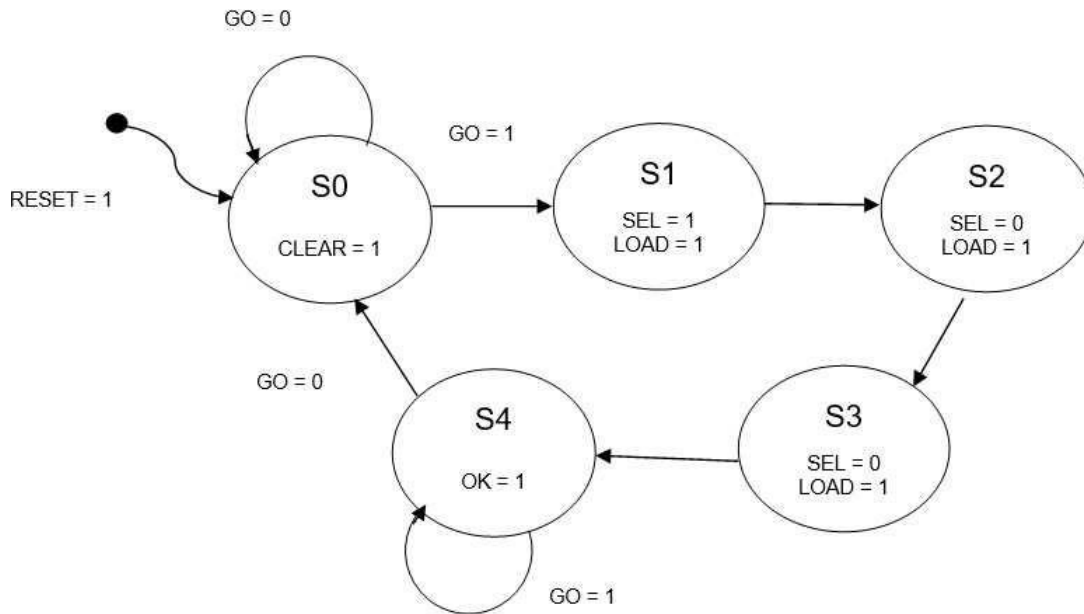 GO = 0
GO = 1
RESET = 1
S0
CLEAR = 1
S1
SEL = 1
LOAD = 1
S2
SEL = 0
LOAD = 1
GO = 0
S4
OK = 1
S3
SEL = 0
LOAD = 1
GO = 1